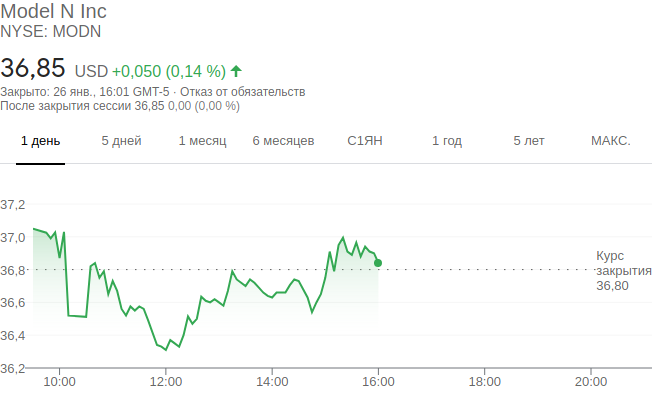 Model N Inc
NYSE: MODN
36,85 USD +0,050 (0,14 %)
Закрыто: 26 янв., 16:01 GMT-5 · Отказ от обязательств
После закрытия сессии 36,85 0,00 (0,00 %)
1 день 5 дней 1 месяц 6 месяцев С1ЯН 1 год 5 лет МАКС.
37,2
37,0
Курс
закрытия
36,80
36,8
36,6
36,4
36,2
10:00 12:00 14:00 16:00 18:00 20:00